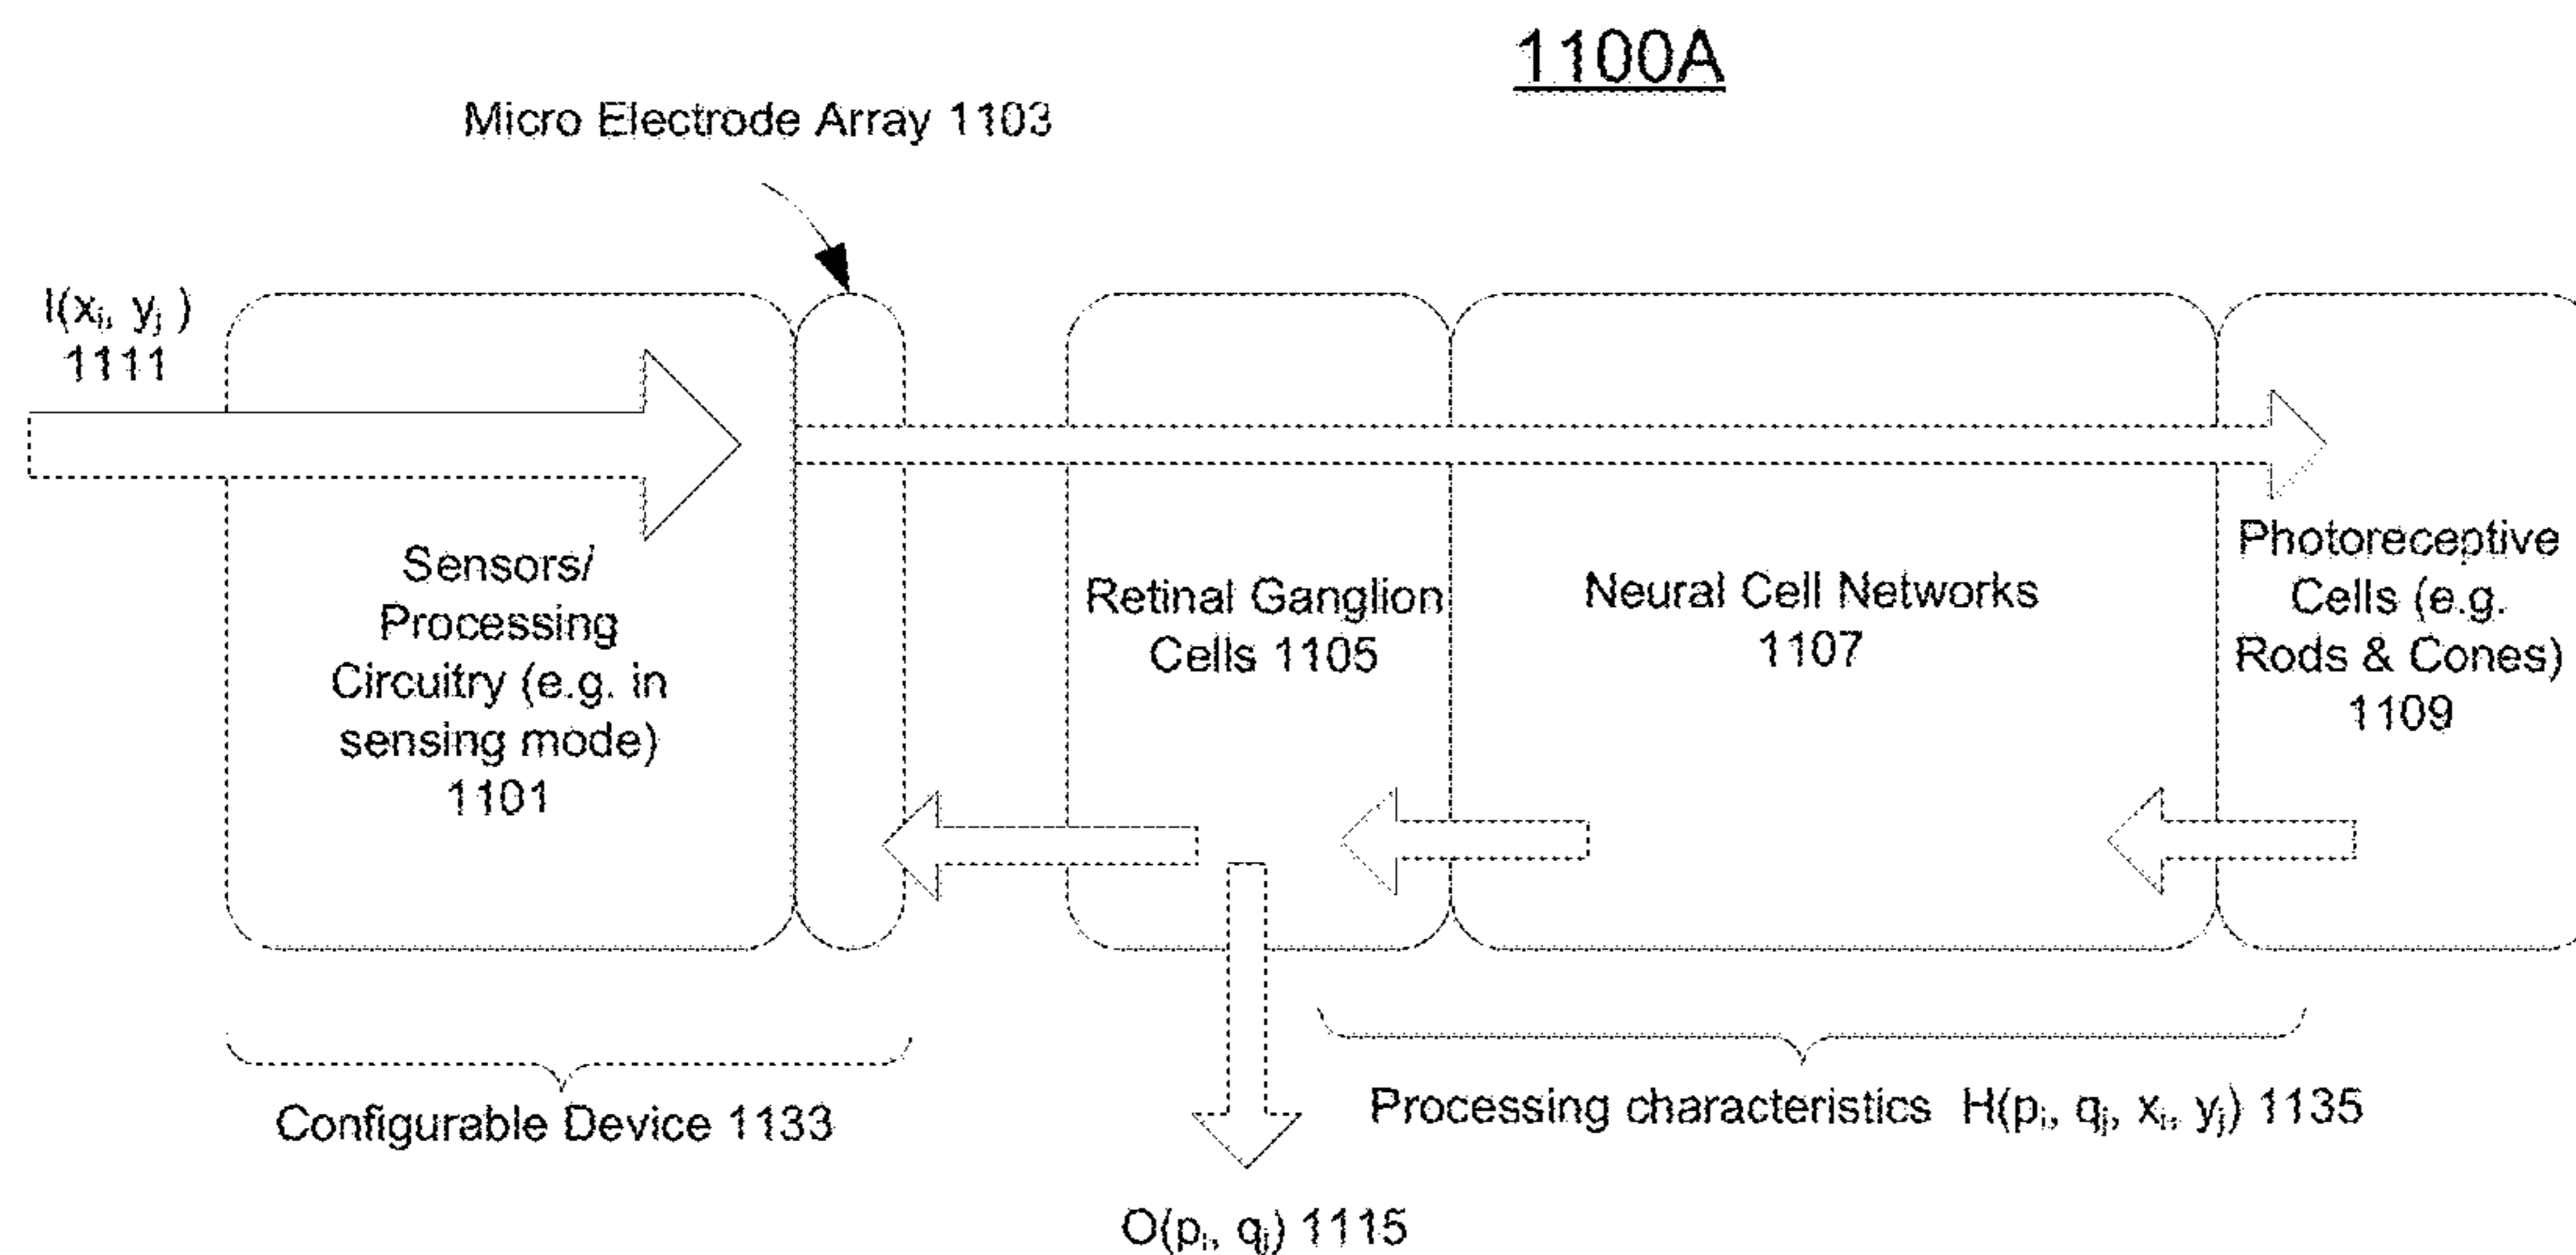 1100A
Micro Electrode Array 1103
I(xᵢ, yⱼ )
1111
Sensors/
Processing
Circuitry (e.g. in
sensing mode)
1101
Retinal Ganglion
Cells 1105
Neural Cell Networks
1107
Photoreceptive
Cells (e.g.
Rods & Cones)
1109
Configurable Device 1133
Processing characteristics H(pᵢ, qⱼ, xᵢ, yⱼ) 1135
O(pᵢ, qⱼ) 1115